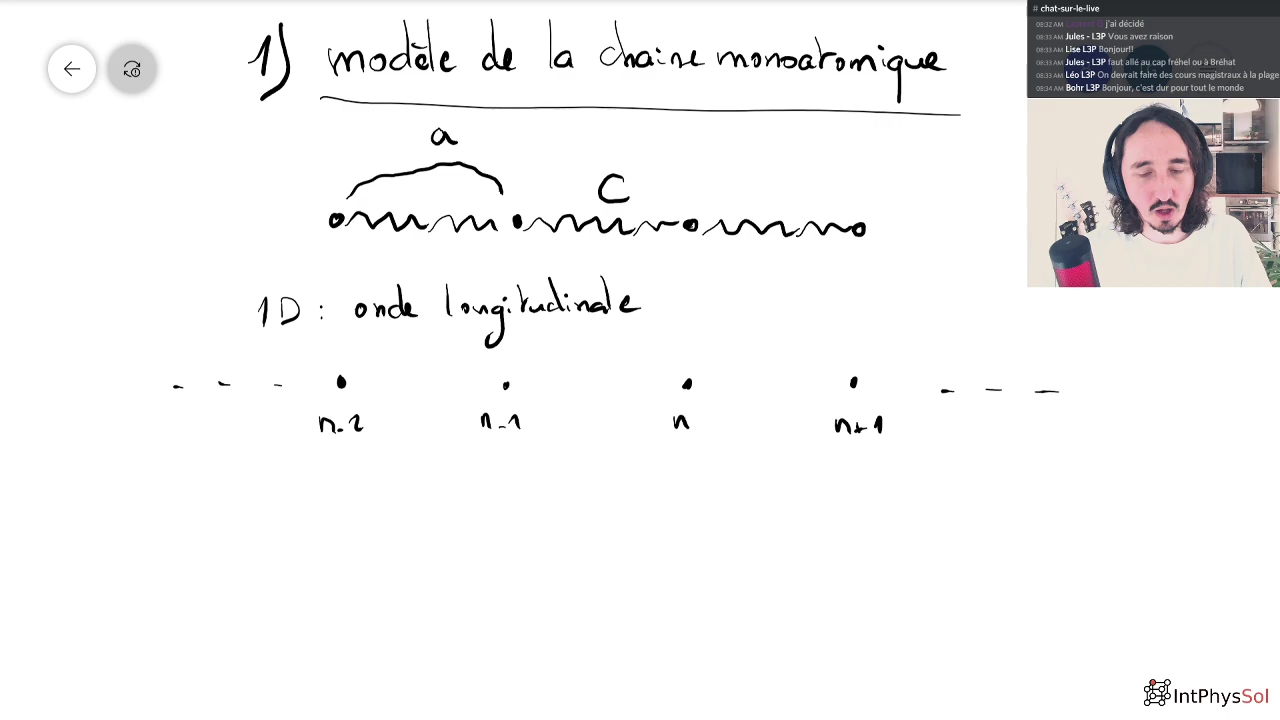 1) modèle de la chaine monoatomique
a
C
1D : onde longitudinale
n-2 n-1 n n+1
# chat-sur-le-live
08:32 AM j'ai décidé
08:33 AM Jules - L3P Vous avez raison
08:33 AM Lise L3P Bonjour!!
08:33 AM Jules - L3P faut allé au cap fréhel ou à Bréhat
08:33 AM Léo L3P On devrait faire des cours magistraux à la plage
08:34 AM Bohr L3P Bonjour, c'est dur pour tout le monde
IntPhysSol